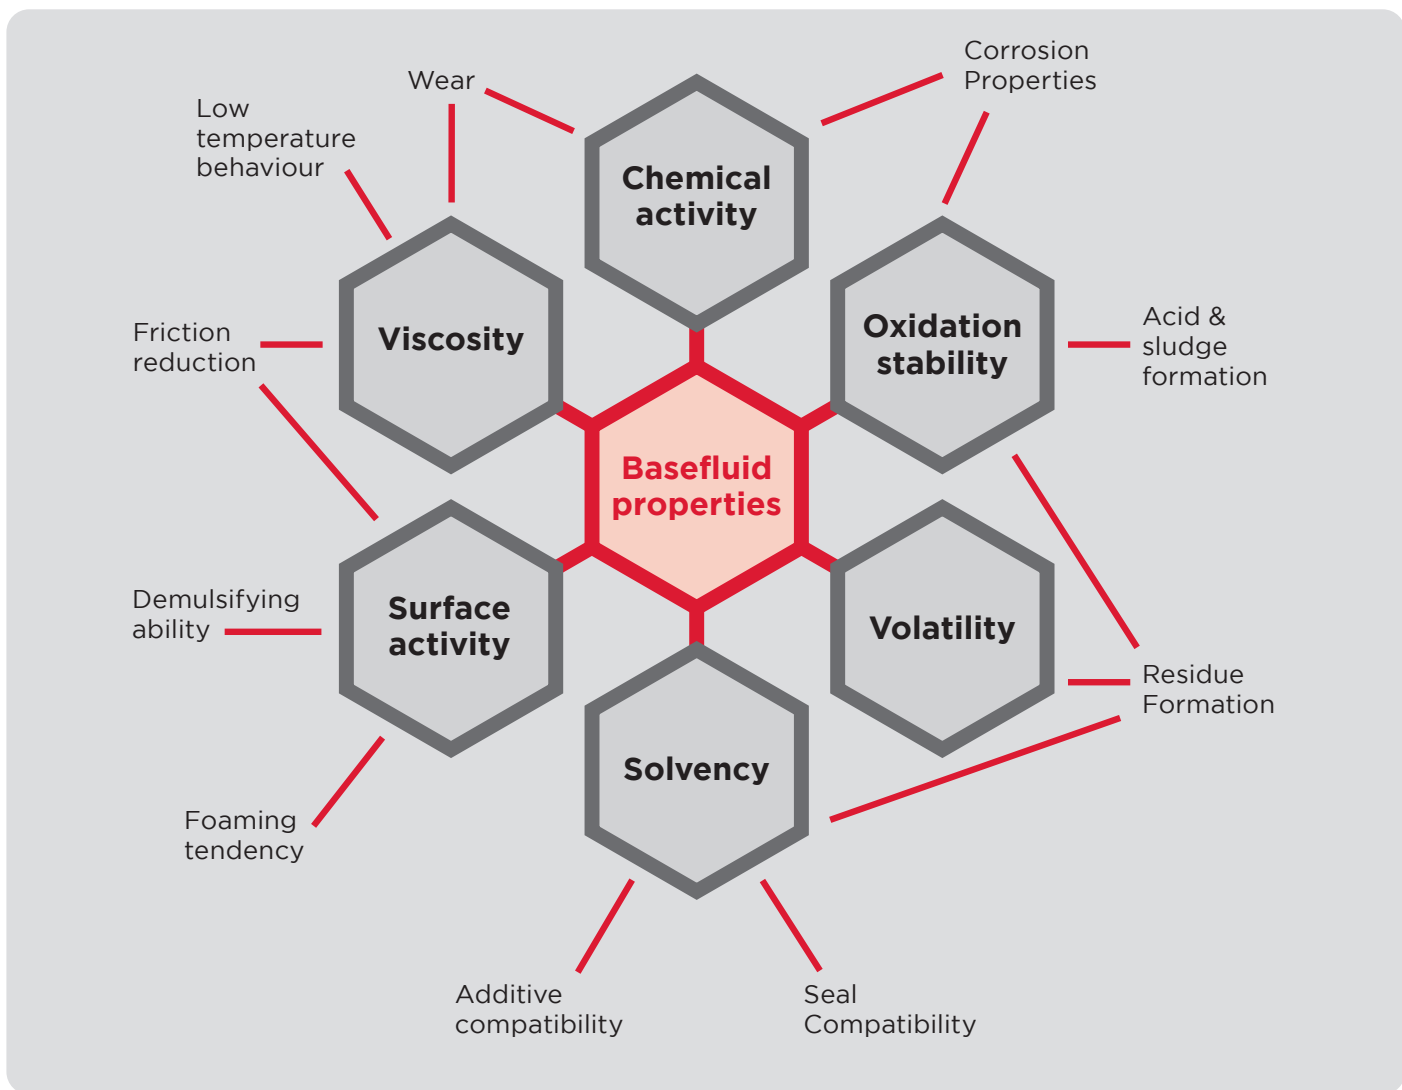 Corrosion
Properties
Wear
Low
temperature
behaviour
Chemical
activity
Viscosity
Oxidation
stability
Friction
reduction
Acid &
sludge
formation
Basefluid
properties
Demulsifying
ability
Surface
activity
Volatility
Residue
Formation
Solvency
Foaming
tendency
Additive
compatibility
Seal
Compatibility